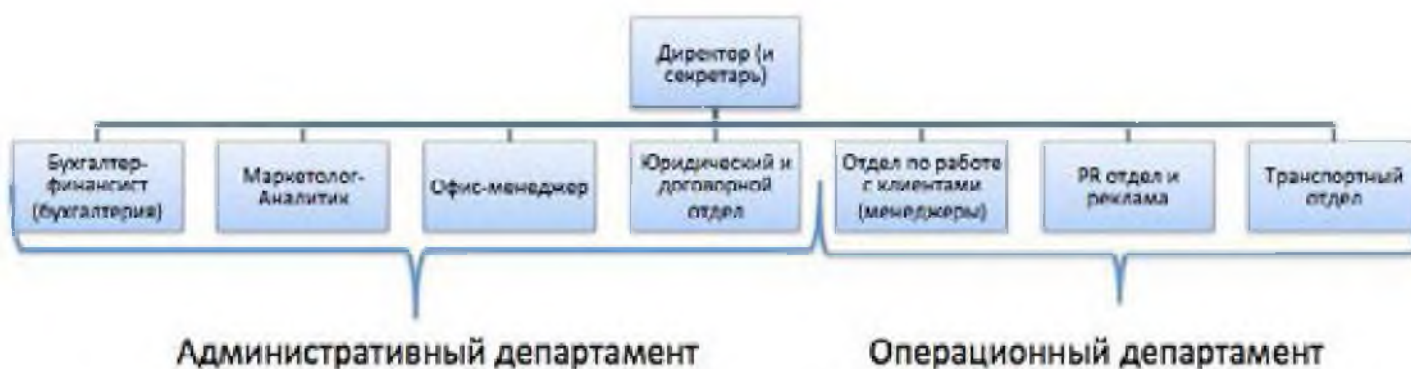 Директор (и
секретарь)
Бухгалтер-
финансист
(бухгалтерия)
Маркетолог-
Аналитик
Офис-менеджер
Юридический и
договорной
отдел
Отдел по работе
с клиентами
(менеджеры)
PR отдел и
реклама
Транспортный
отдел
Административный департамент
Операционный департамент